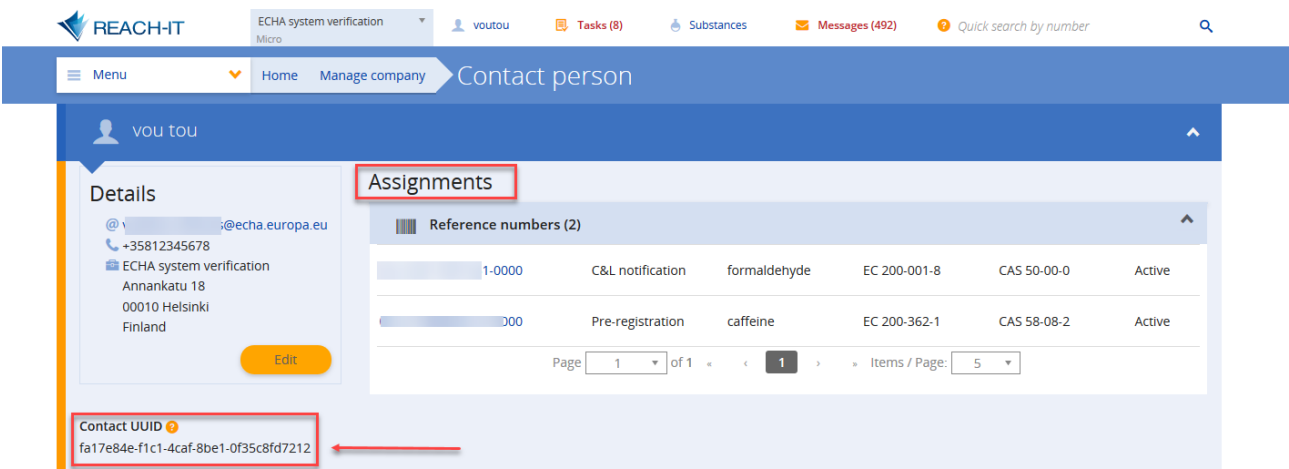 REACH-IT
ECHA system verification
Micro
voutou
Tasks (8)
Substances
Messages (492)
Quick search by number
Menu
Home
Manage company
Contact person
vou tou
Details
@echa.europa.eu
+35812345678
ECHA system verification
Annankatu 18
00010 Helsinki
Finland
Edit
Assignments
Reference numbers (2)
1-0000 C&L notification formaldehyde EC 200-001-8 CAS 50-00-0 Active
000 Pre-registration caffeine EC 200-362-1 CAS 58-08-2 Active
Page 1 of 1 « ‹ 1 › » Items / Page: 5
Contact UUID
fa17e84e-f1c1-4caf-8be1-0f35c8fd7212